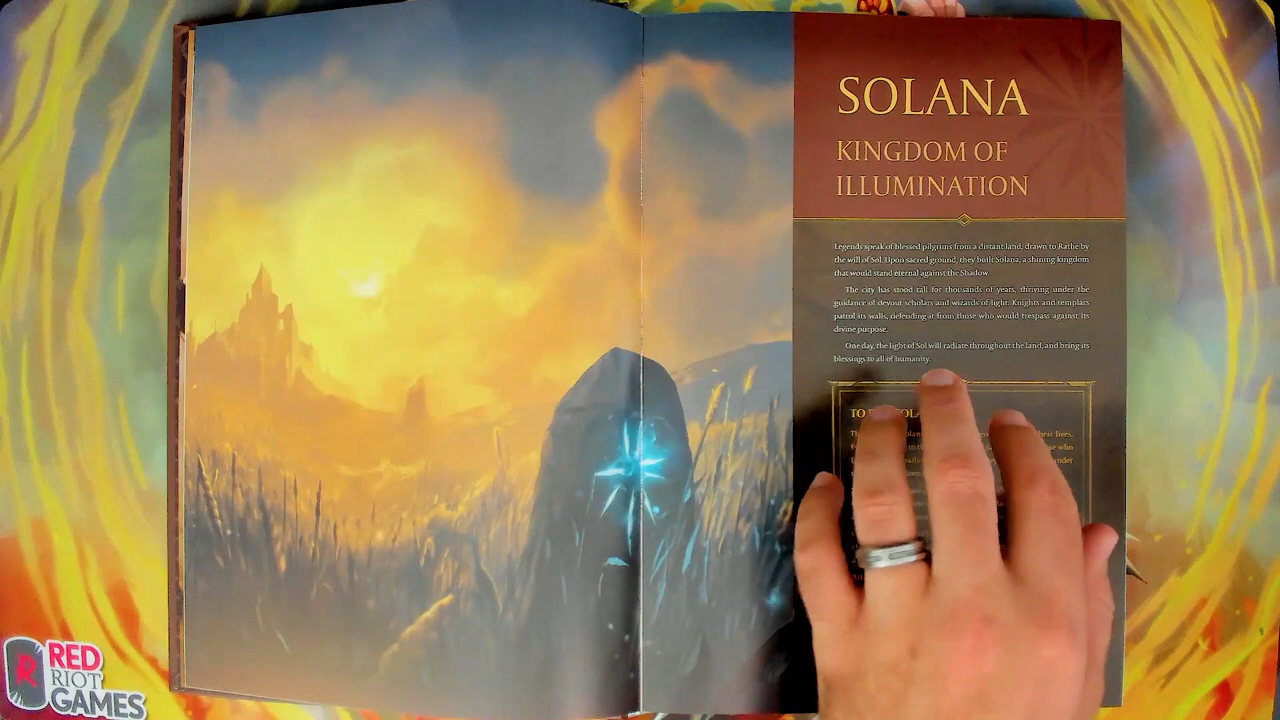 SOLANA
KINGDOM OF
ILLUMINATION
Legends speak of blessed pilgrims from a distant land, drawn to Rathe by
the will of Sol. Upon sacred ground, they built Solana, a shining kingdom
that would stand eternal against the Shadow.
The city has stood tall for thousands of years, thriving under the
guidance of devout scholars and wizards of light. Knights and templars
patrol its walls, defending it from those who would trespass against its
divine purpose.
One day, the light of Sol will radiate throughout the land, and bring its
blessings to all of humanity.
their lives,
who
under
RED
RIOT
GAMES